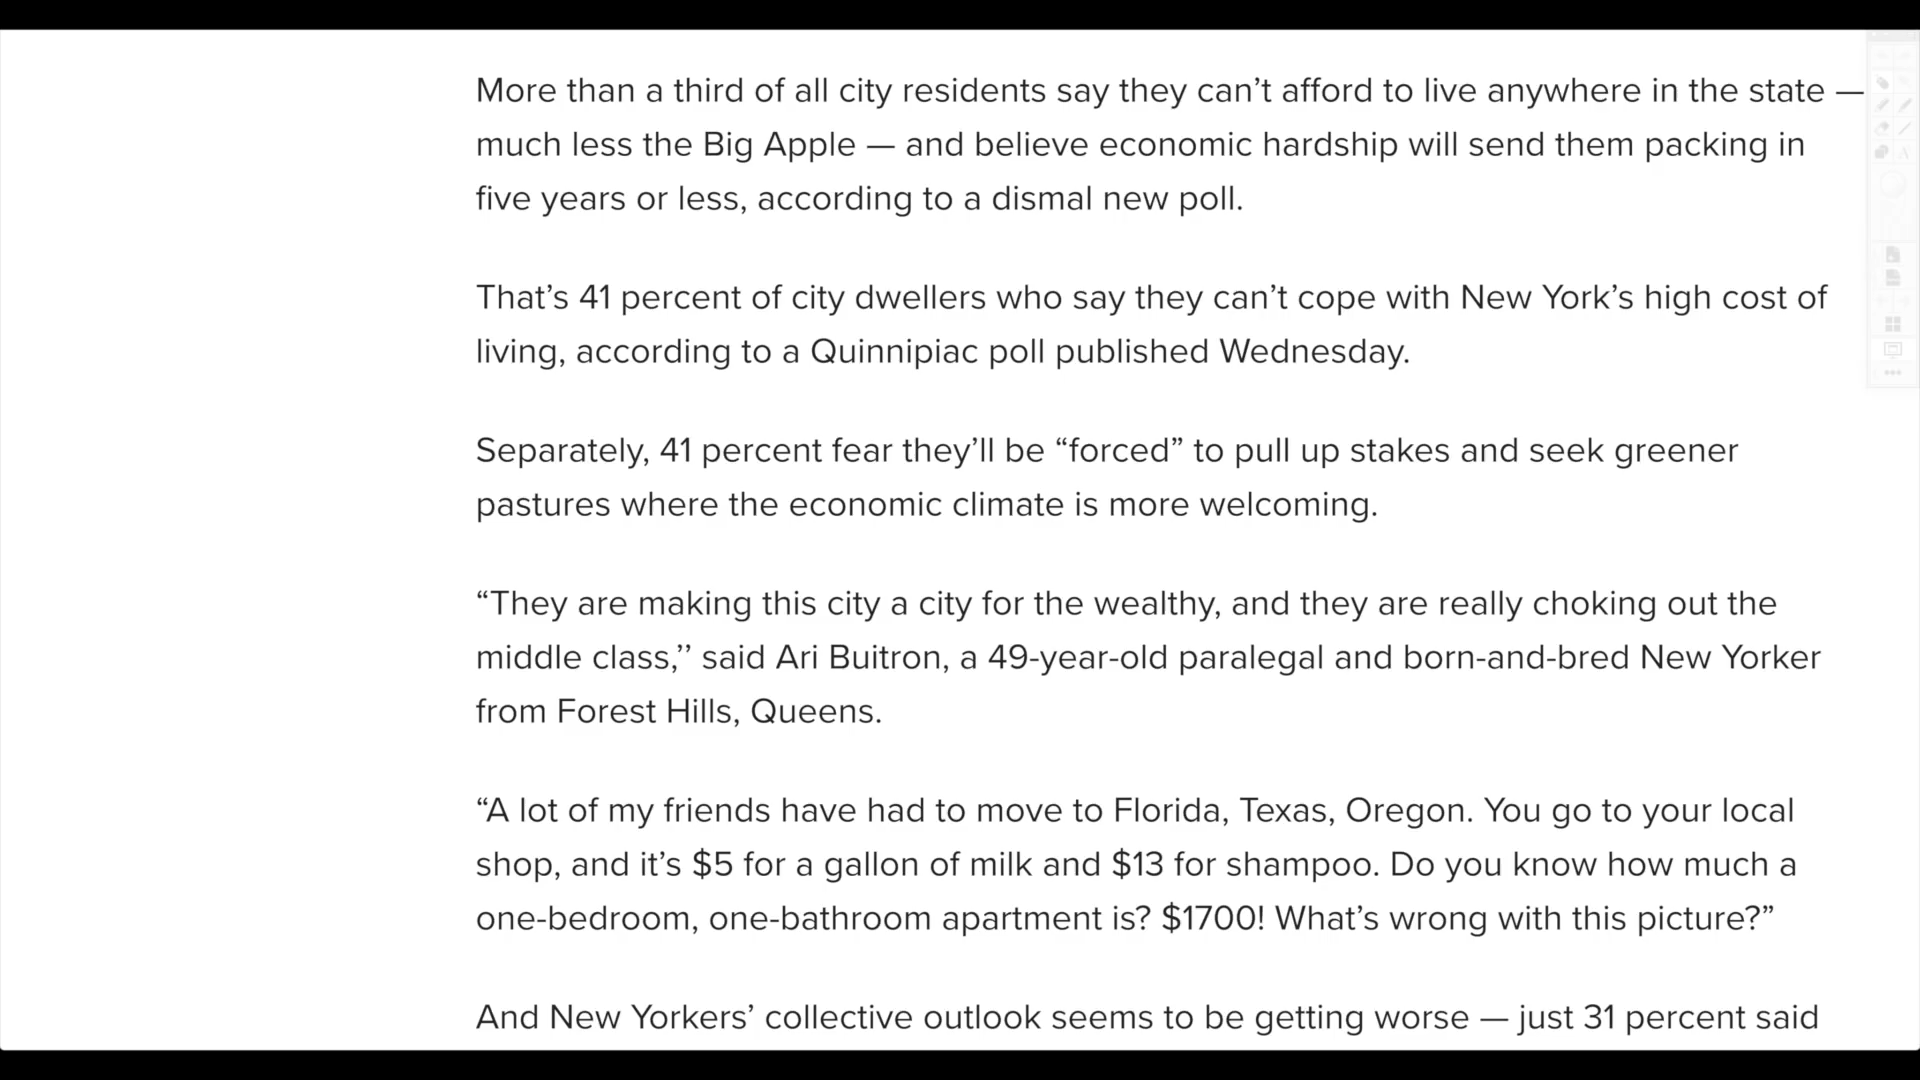 More than a third of all city residents say they can’t afford to live anywhere in the state —
much less the Big Apple — and believe economic hardship will send them packing in
five years or less, according to a dismal new poll.
That’s 41 percent of city dwellers who say they can’t cope with New York’s high cost of
living, according to a Quinnipiac poll published Wednesday.
Separately, 41 percent fear they’ll be “forced” to pull up stakes and seek greener
pastures where the economic climate is more welcoming.
“They are making this city a city for the wealthy, and they are really choking out the
middle class,’’ said Ari Buitron, a 49-year-old paralegal and born-and-bred New Yorker
from Forest Hills, Queens.
“A lot of my friends have had to move to Florida, Texas, Oregon. You go to your local
shop, and it’s $5 for a gallon of milk and $13 for shampoo. Do you know how much a
one-bedroom, one-bathroom apartment is? $1700! What’s wrong with this picture?”
And New Yorkers’ collective outlook seems to be getting worse — just 31 percent said